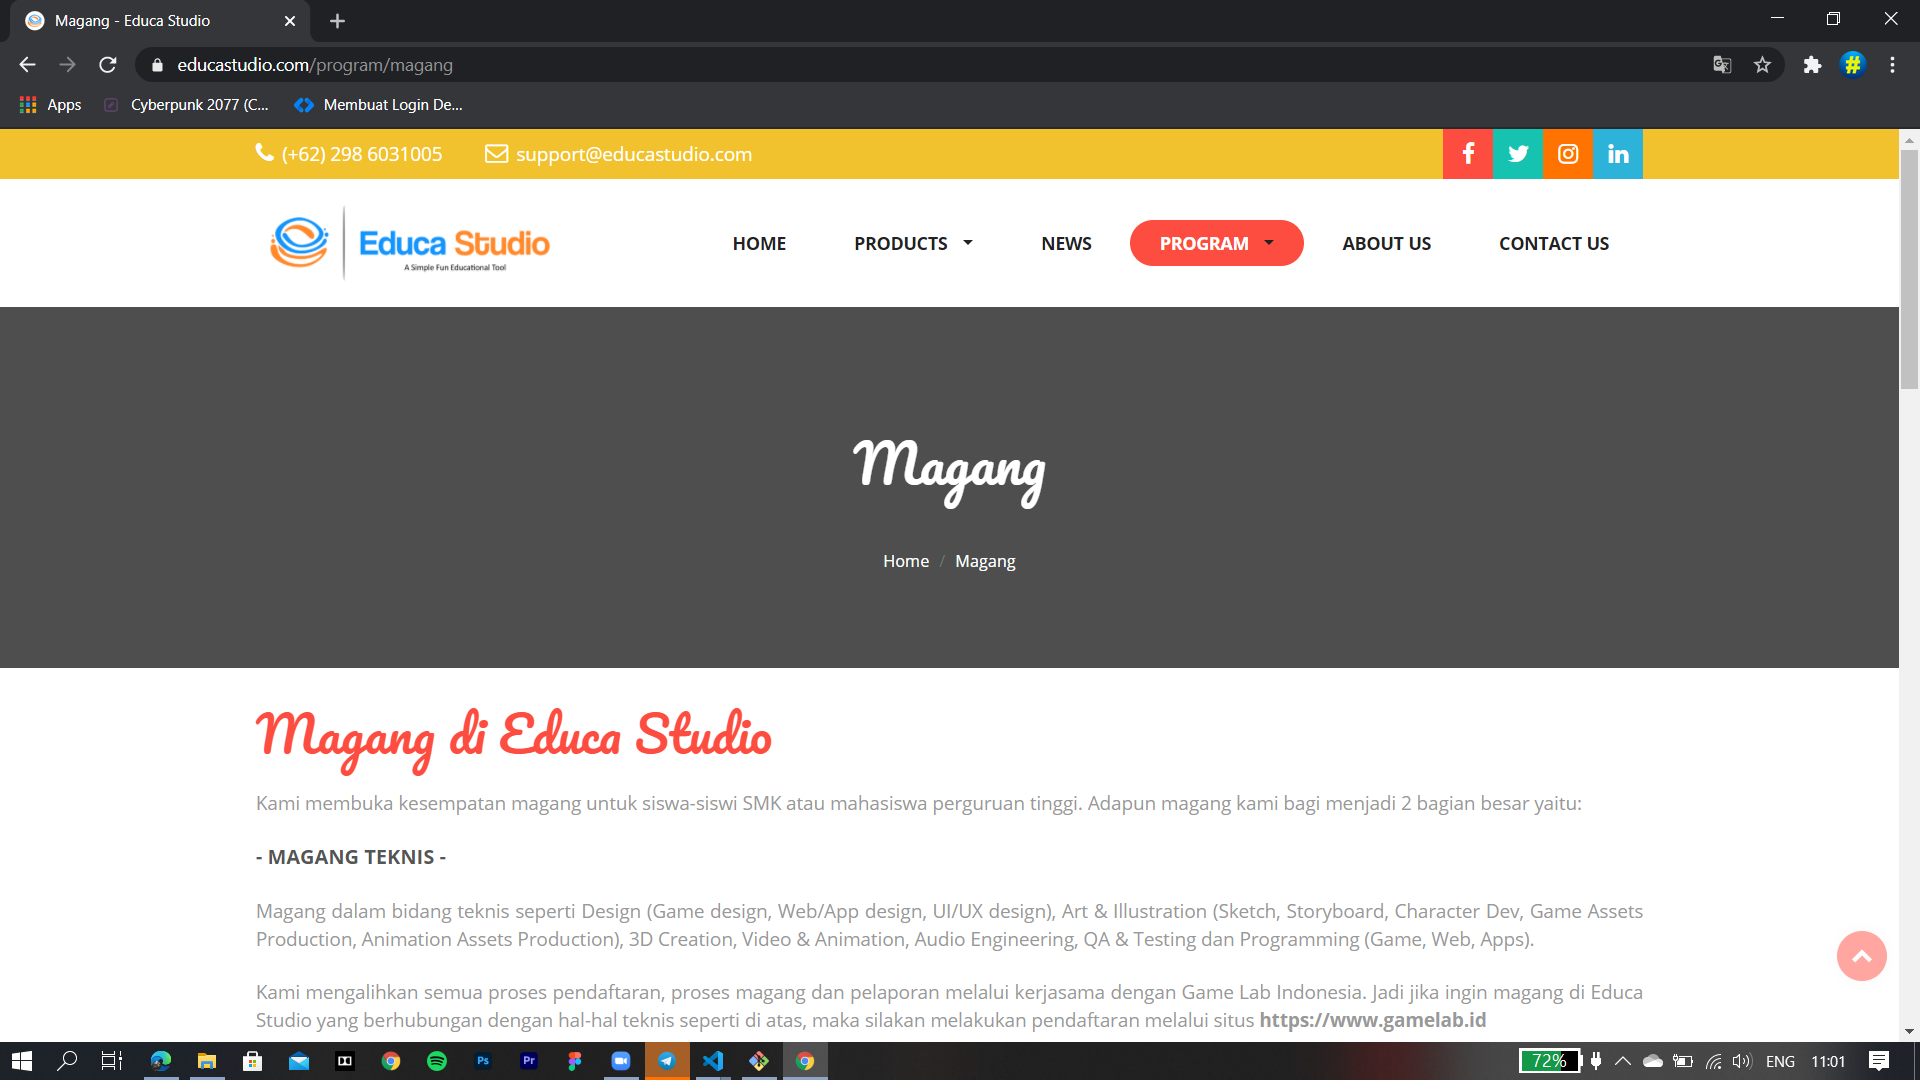 Magang - Educa Studio
educastudio.com/program/magang
Apps Cyberpunk 2077 (C... Membuat Login De...
(+62) 298 6031005 support@educastudio.com
Educa Studio
A Simple Fun Educational Tool
HOME PRODUCTS NEWS PROGRAM ABOUT US CONTACT US
Magang
Home / Magang
Magang di Educa Studio
Kami membuka kesempatan magang untuk siswa-siswi SMK atau mahasiswa perguruan tinggi. Adapun magang kami bagi menjadi 2 bagian besar yaitu:
- MAGANG TEKNIS -
Magang dalam bidang teknis seperti Design (Game design, Web/App design, UI/UX design), Art & Illustration (Sketch, Storyboard, Character Dev, Game Assets
Production, Animation Assets Production), 3D Creation, Video & Animation, Audio Engineering, QA & Testing dan Programming (Game, Web, Apps).
Kami mengalihkan semua proses pendaftaran, proses magang dan pelaporan melalui kerjasama dengan Game Lab Indonesia. Jadi jika ingin magang di Educa
Studio yang berhubungan dengan hal-hal teknis seperti di atas, maka silakan melakukan pendaftaran melalui situs https://www.gamelab.id
Ps Pr 72% ENG 11:01